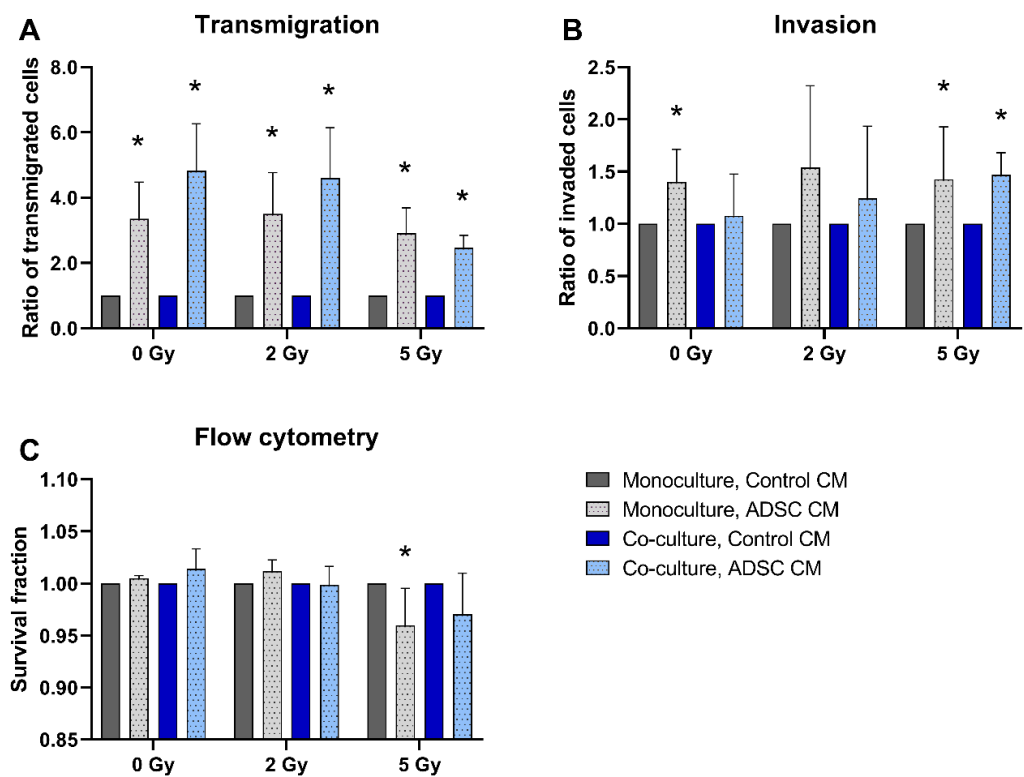 A
Transmigration
Ratio of transmigrated cells
8.0
6.0
4.0
2.0
0.0
*
*
*
*
*
*
0 Gy
2 Gy
5 Gy
B
Invasion
Ratio of invaded cells
2.5
2.0
1.5
1.0
0.5
0.0
*
*
*
0 Gy
2 Gy
5 Gy
C
Flow cytometry
Survival fraction
1.10
1.05
1.00
0.95
0.90
0.85
*
0 Gy
2 Gy
5 Gy
Monoculture, Control CM
Monoculture, ADSC CM
Co-culture, Control CM
Co-culture, ADSC CM